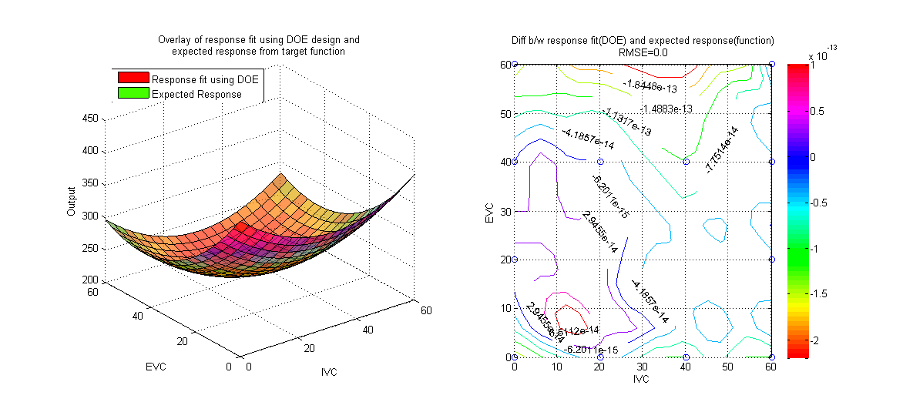 Overlay of response fit using DOE design and
expected response from target function
Response fit using DOE
Expected Response
450
400
350
300
250
200
Output
60
40
20
0
EVC
0
20
40
60
IVC
Diff b/w response fit(DOE) and expected response(function)
RMSE=0.0
x 10^-13
60
50
40
30
20
10
0
EVC
0
10
20
30
40
50
60
IVC
-1.8448e-13
-1.4883e-13
-1.1317e-13
-4.1857e-14
-7.7514e-14
-6.2011e-15
2.9455e-14
-4.1857e-14
2.9455e-14
-6.2011e-15
1
0.5
0
-0.5
-1
-1.5
-2